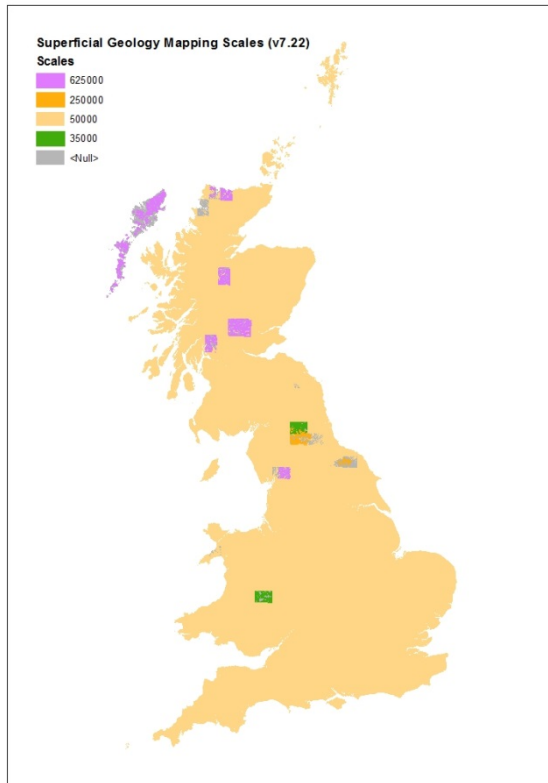 Superficial Geology Mapping Scales (v7.22)
Scales
625000
250000
50000
35000
<Null>